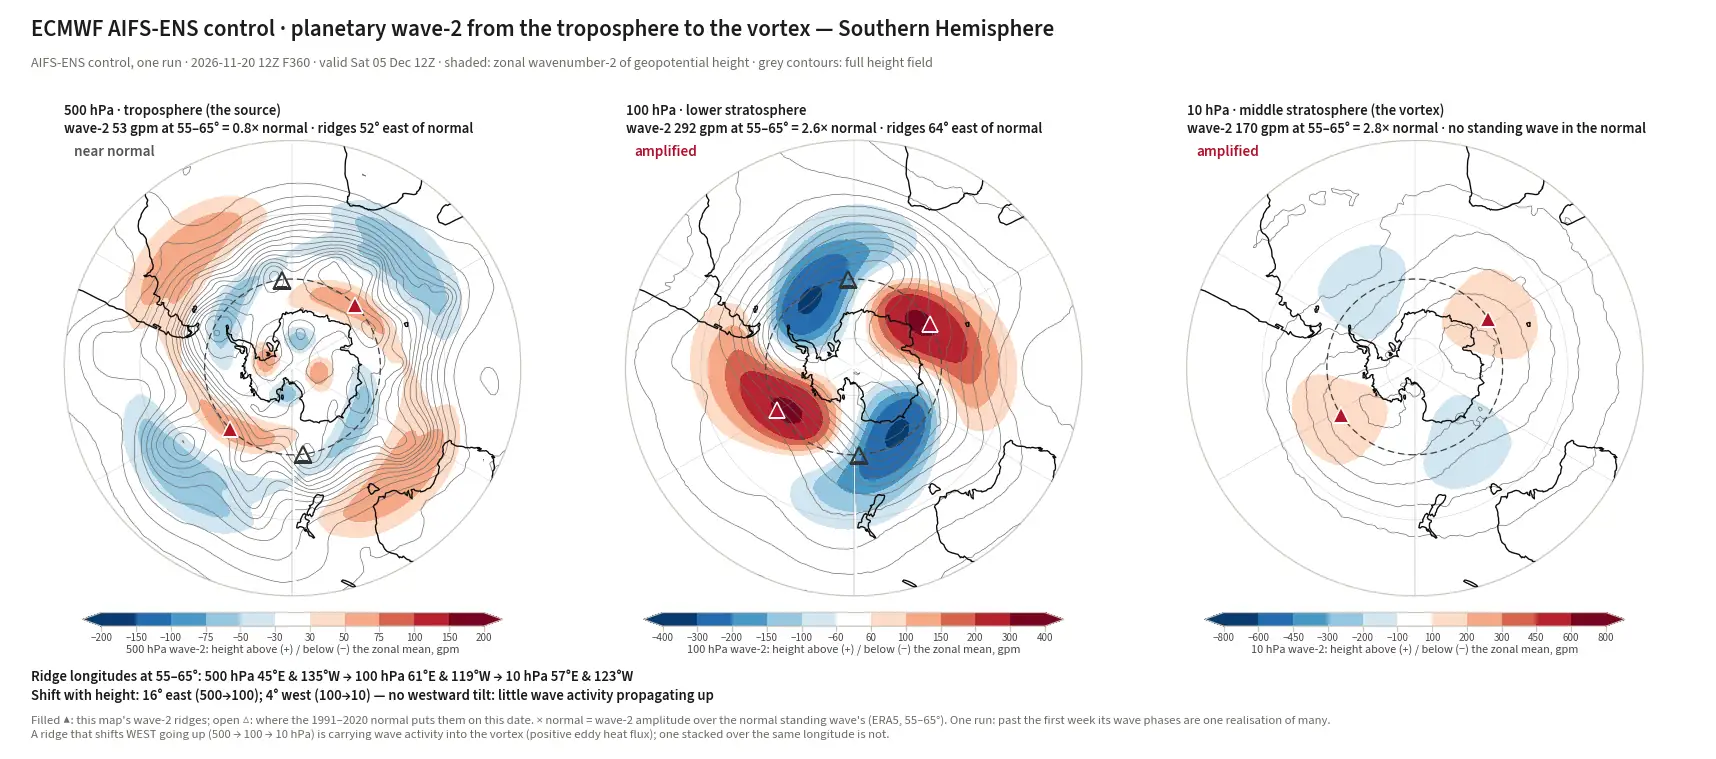 ECMWF AIFS-ENS control · planetary wave-2 from the troposphere to the vortex — Southern Hemisphere
AIFS-ENS control, one run · 2026-11-20 12Z F360 · valid Sat 05 Dec 12Z · shaded: zonal wavenumber-2 of geopotential height · grey contours: full height field
500 hPa · troposphere (the source)
wave-2 53 gpm at 55–65° = 0.8× normal · ridges 52° east of normal
near normal
100 hPa · lower stratosphere
wave-2 292 gpm at 55–65° = 2.6× normal · ridges 64° east of normal
amplified
10 hPa · middle stratosphere (the vortex)
wave-2 170 gpm at 55–65° = 2.8× normal · no standing wave in the normal
amplified
−200 −150 −100 −75 −50 −30 30 50 75 100 150 200
500 hPa wave-2: height above (+) / below (−) the zonal mean, gpm
−400 −300 −200 −150 −100 −60 60 100 150 200 300 400
100 hPa wave-2: height above (+) / below (−) the zonal mean, gpm
−800 −600 −450 −300 −200 −100 100 200 300 450 600 800
10 hPa wave-2: height above (+) / below (−) the zonal mean, gpm
Ridge longitudes at 55–65°: 500 hPa 45°E & 135°W → 100 hPa 61°E & 119°W → 10 hPa 57°E & 123°W
Shift with height: 16° east (500→100); 4° west (100→10) — no westward tilt: little wave activity propagating up
Filled ▲: this map's wave-2 ridges; open △: where the 1991–2020 normal puts them on this date. × normal = wave-2 amplitude over the normal standing wave's (ERA5, 55–65°). One run: past the first week its wave phases are one realisation of many.
A ridge that shifts WEST going up (500 → 100 → 10 hPa) is carrying wave activity into the vortex (positive eddy heat flux); one stacked over the same longitude is not.